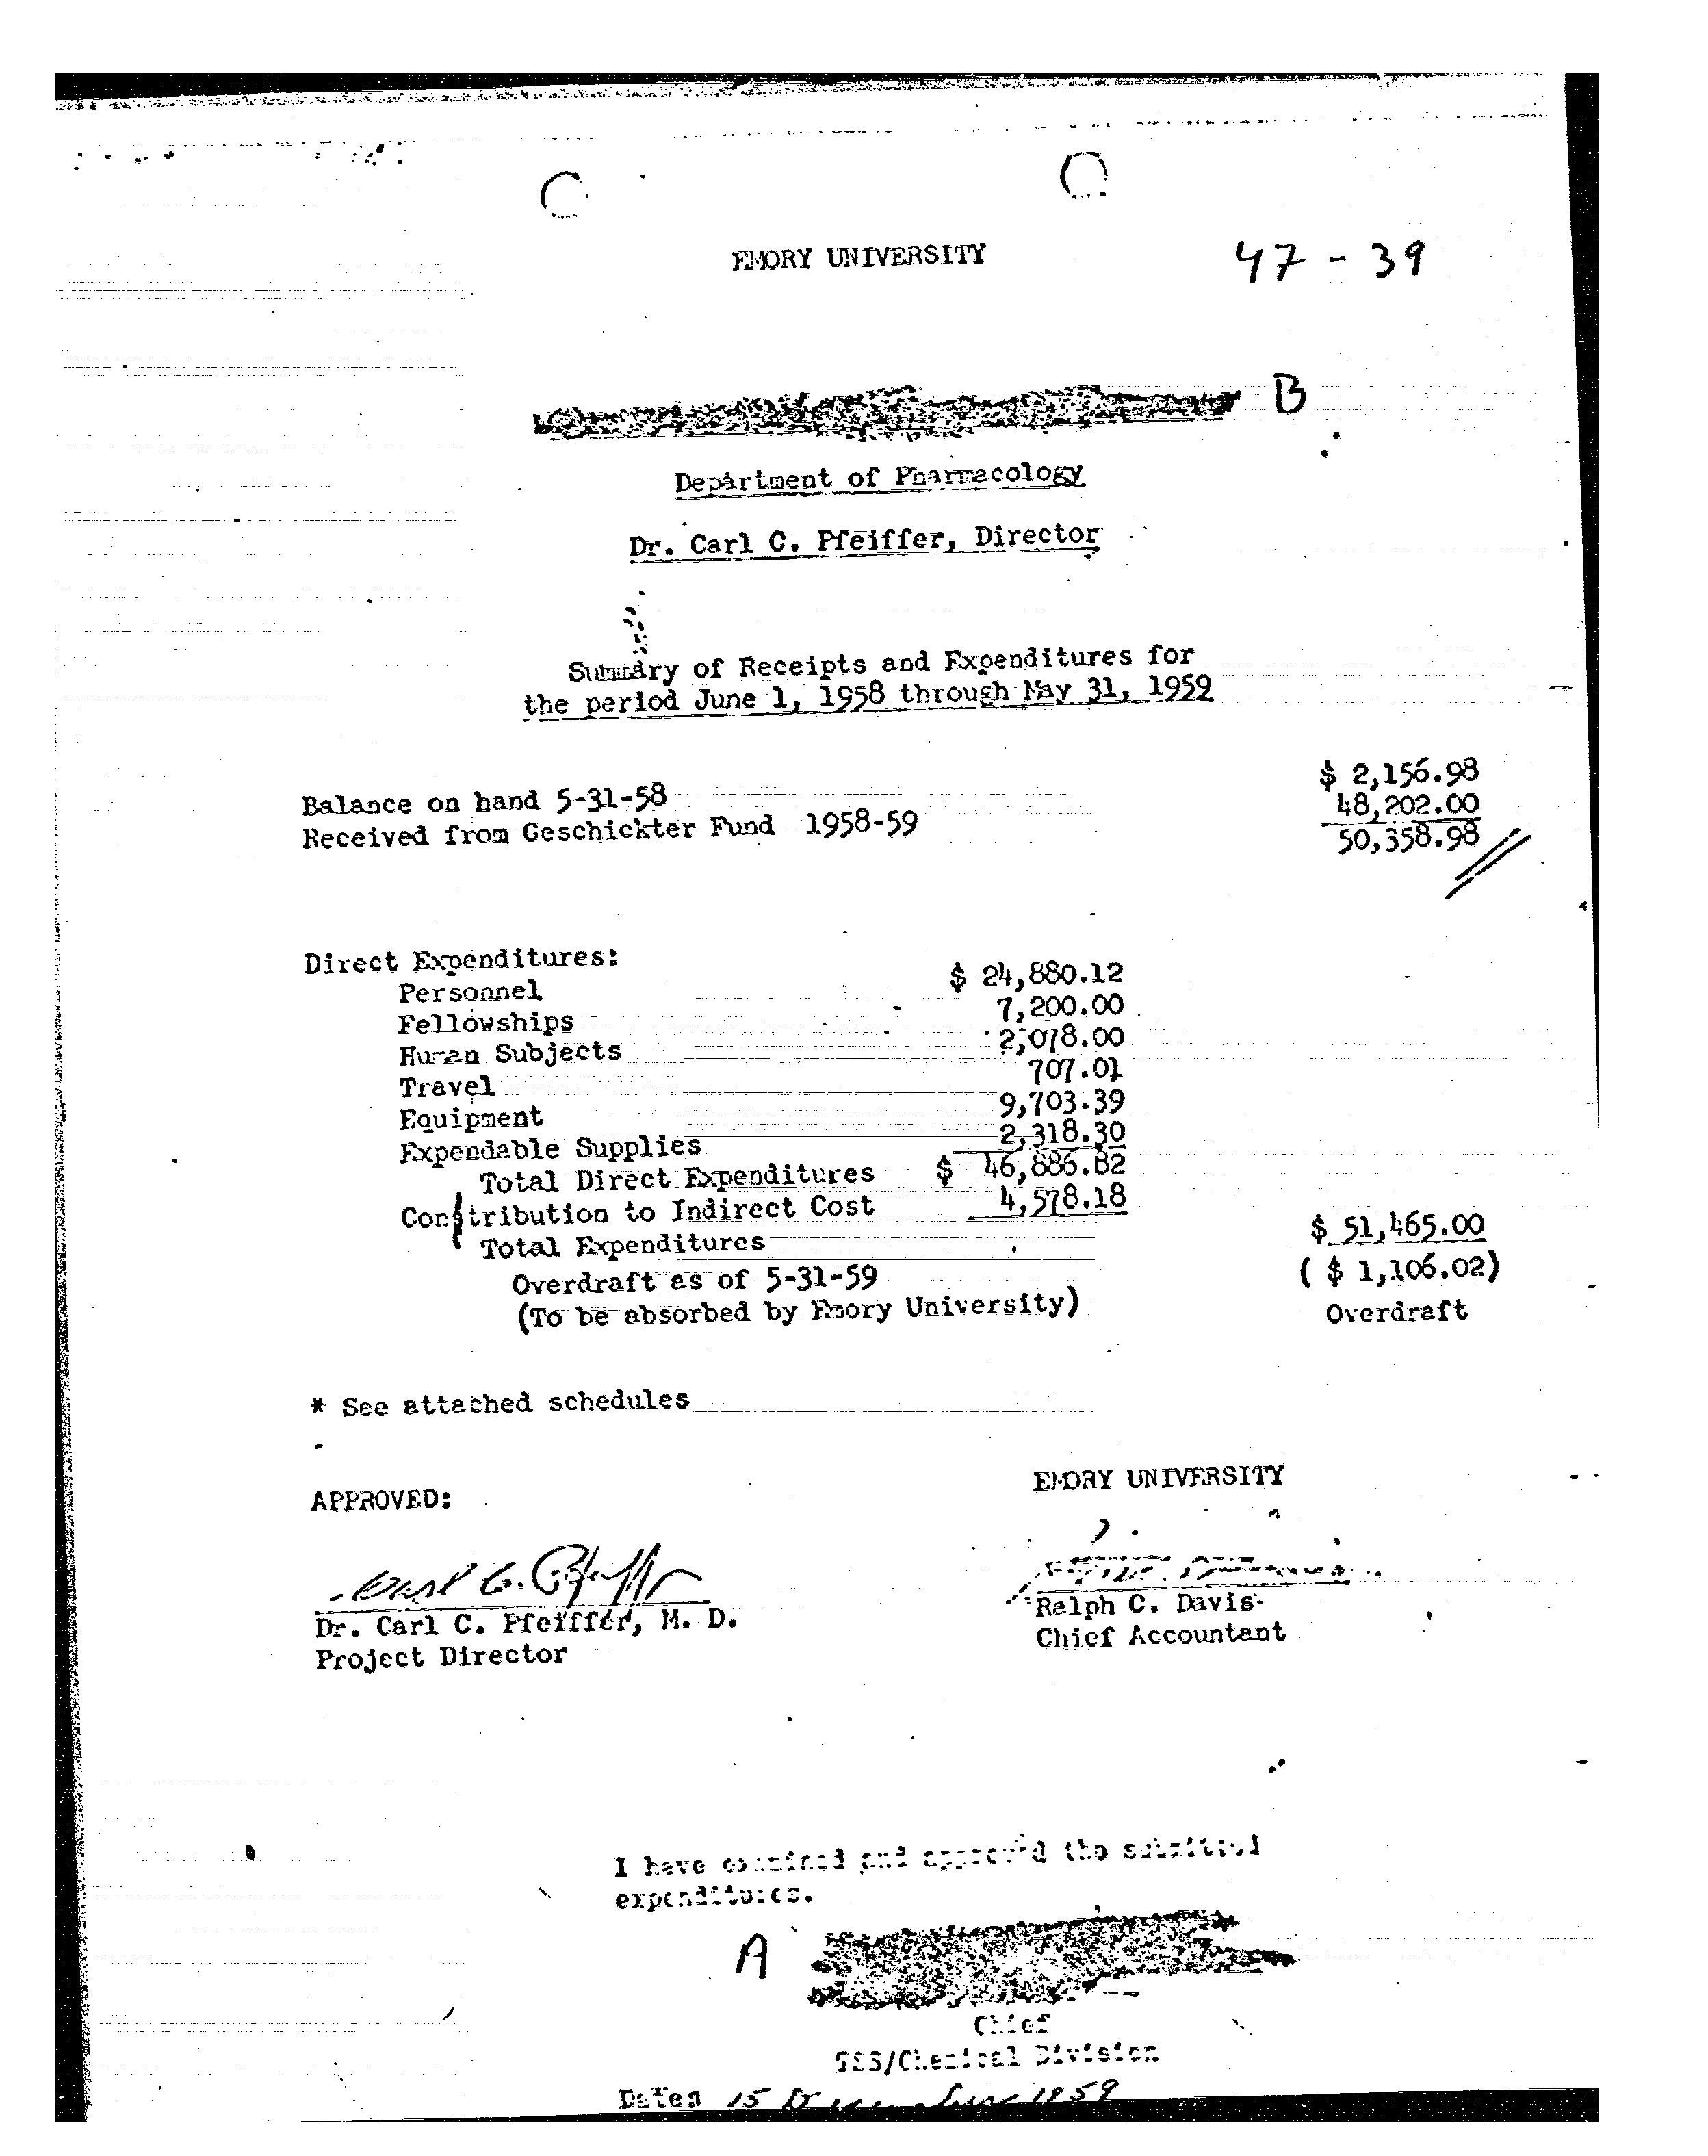 EMORY UNIVERSITY
47 - 39
B
Department of Pharmacology
Dr. Carl C. Pfeiffer, Director
Summary of Receipts and Expenditures for
the period June 1, 1958 through May 31, 1959
Balance on hand 5-31-58 $ 2,156.98
Received from Geschickter Fund 1958-59 48,202.00
50,358.98
Direct Expenditures:
Personnel $ 24,880.12
Fellowships 7,200.00
Human Subjects 2,078.00
Travel 707.01
Equipment 9,703.39
Expendable Supplies 2,318.30
Total Direct Expenditures $ 46,886.82
Contribution to Indirect Cost 4,578.18
Total Expenditures $ 51,465.00
Overdraft as of 5-31-59 ( $ 1,106.02)
(To be absorbed by Emory University) Overdraft
* See attached schedules
APPROVED:
EMORY UNIVERSITY
Carl C. Pfeiffer
Dr. Carl C. Pfeiffer, M. D.
Project Director
Ralph C. Davis
Chief Accountant
I have examined and approved the submitted
expenditures.
A
Chief
TSS/Chemical Division
Date: 15 December 1959